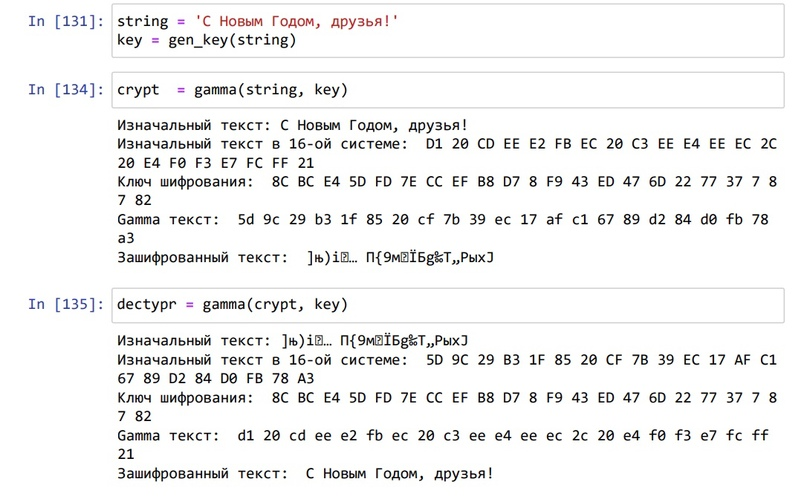 In [131]: string = 'С Новым Годом, друзья!'
key = gen_key(string)
In [134]: crypt = gamma(string, key)
Изначальный текст: С Новым Годом, друзья!
Изначальный текст в 16-ой системе: D1 20 CD EE E2 FB EC 20 C3 EE E4 EE EC 2C
20 E4 F0 F3 E7 FC FF 21
Ключ шифрования: 8C BC E4 5D FD 7E CC EF B8 D7 8 F9 43 ED 47 6D 22 77 37 7 8
7 82
Gamma текст: 5d 9c 29 b3 1f 85 20 cf 7b 39 ec 17 af c1 67 89 d2 84 d0 fb 78
a3
Зашифрованный текст: ]њ)і… П{9мЇБg‰Т„РыxЈ
In [135]: dectypr = gamma(crypt, key)
Изначальный текст: ]њ)і… П{9мЇБg‰Т„РыxЈ
Изначальный текст в 16-ой системе: 5D 9C 29 B3 1F 85 20 CF 7B 39 EC 17 AF C1
67 89 D2 84 D0 FB 78 A3
Ключ шифрования: 8C BC E4 5D FD 7E CC EF B8 D7 8 F9 43 ED 47 6D 22 77 37 7 8
7 82
Gamma текст: d1 20 cd ee e2 fb ec 20 c3 ee e4 ee ec 2c 20 e4 f0 f3 e7 fc ff
21
Зашифрованный текст: С Новым Годом, друзья!